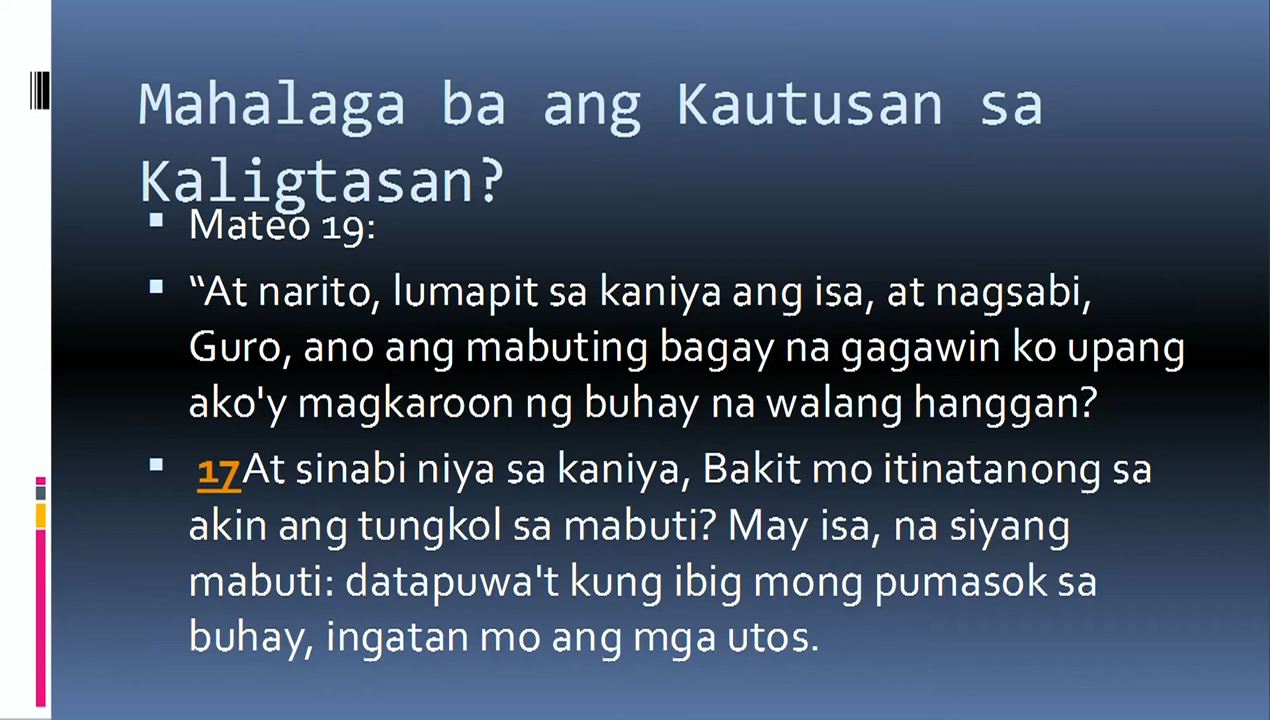 Mahalaga ba ang Kautusan sa
Kaligtasan?
▪ Mateo 19:
▪ “At narito, lumapit sa kaniya ang isa, at nagsabi,
Guro, ano ang mabuting bagay na gagawin ko upang
ako'y magkaroon ng buhay na walang hanggan?
▪ 17At sinabi niya sa kaniya, Bakit mo itinatanong sa
akin ang tungkol sa mabuti? May isa, na siyang
mabuti: datapuwa't kung ibig mong pumasok sa
buhay, ingatan mo ang mga utos.